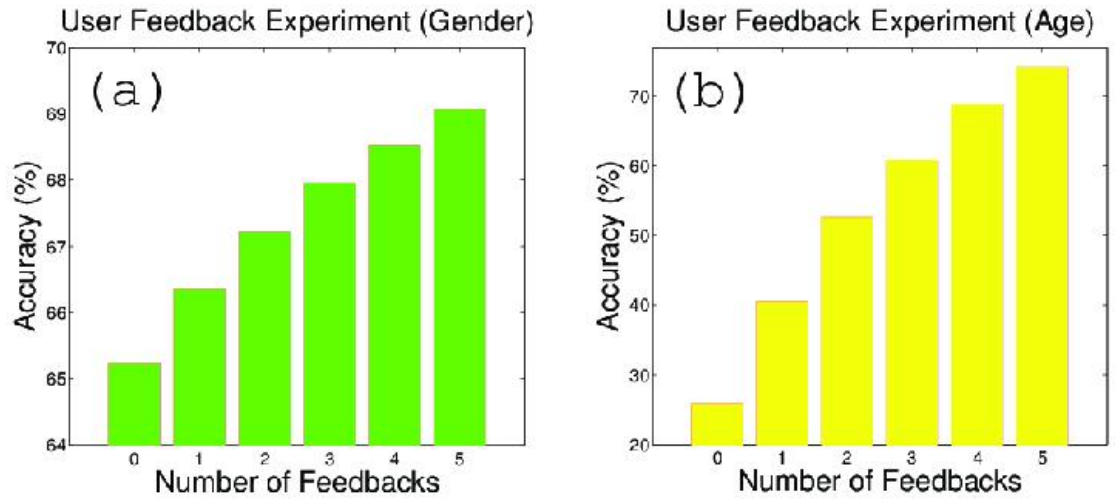 User Feedback Experiment (Gender)
(a)
Accuracy (%)
70
69
68
67
66
65
64
0 1 2 3 4 5
Number of Feedbacks
User Feedback Experiment (Age)
(b)
Accuracy (%)
70
60
50
40
30
20
0 1 2 3 4 5
Number of Feedbacks